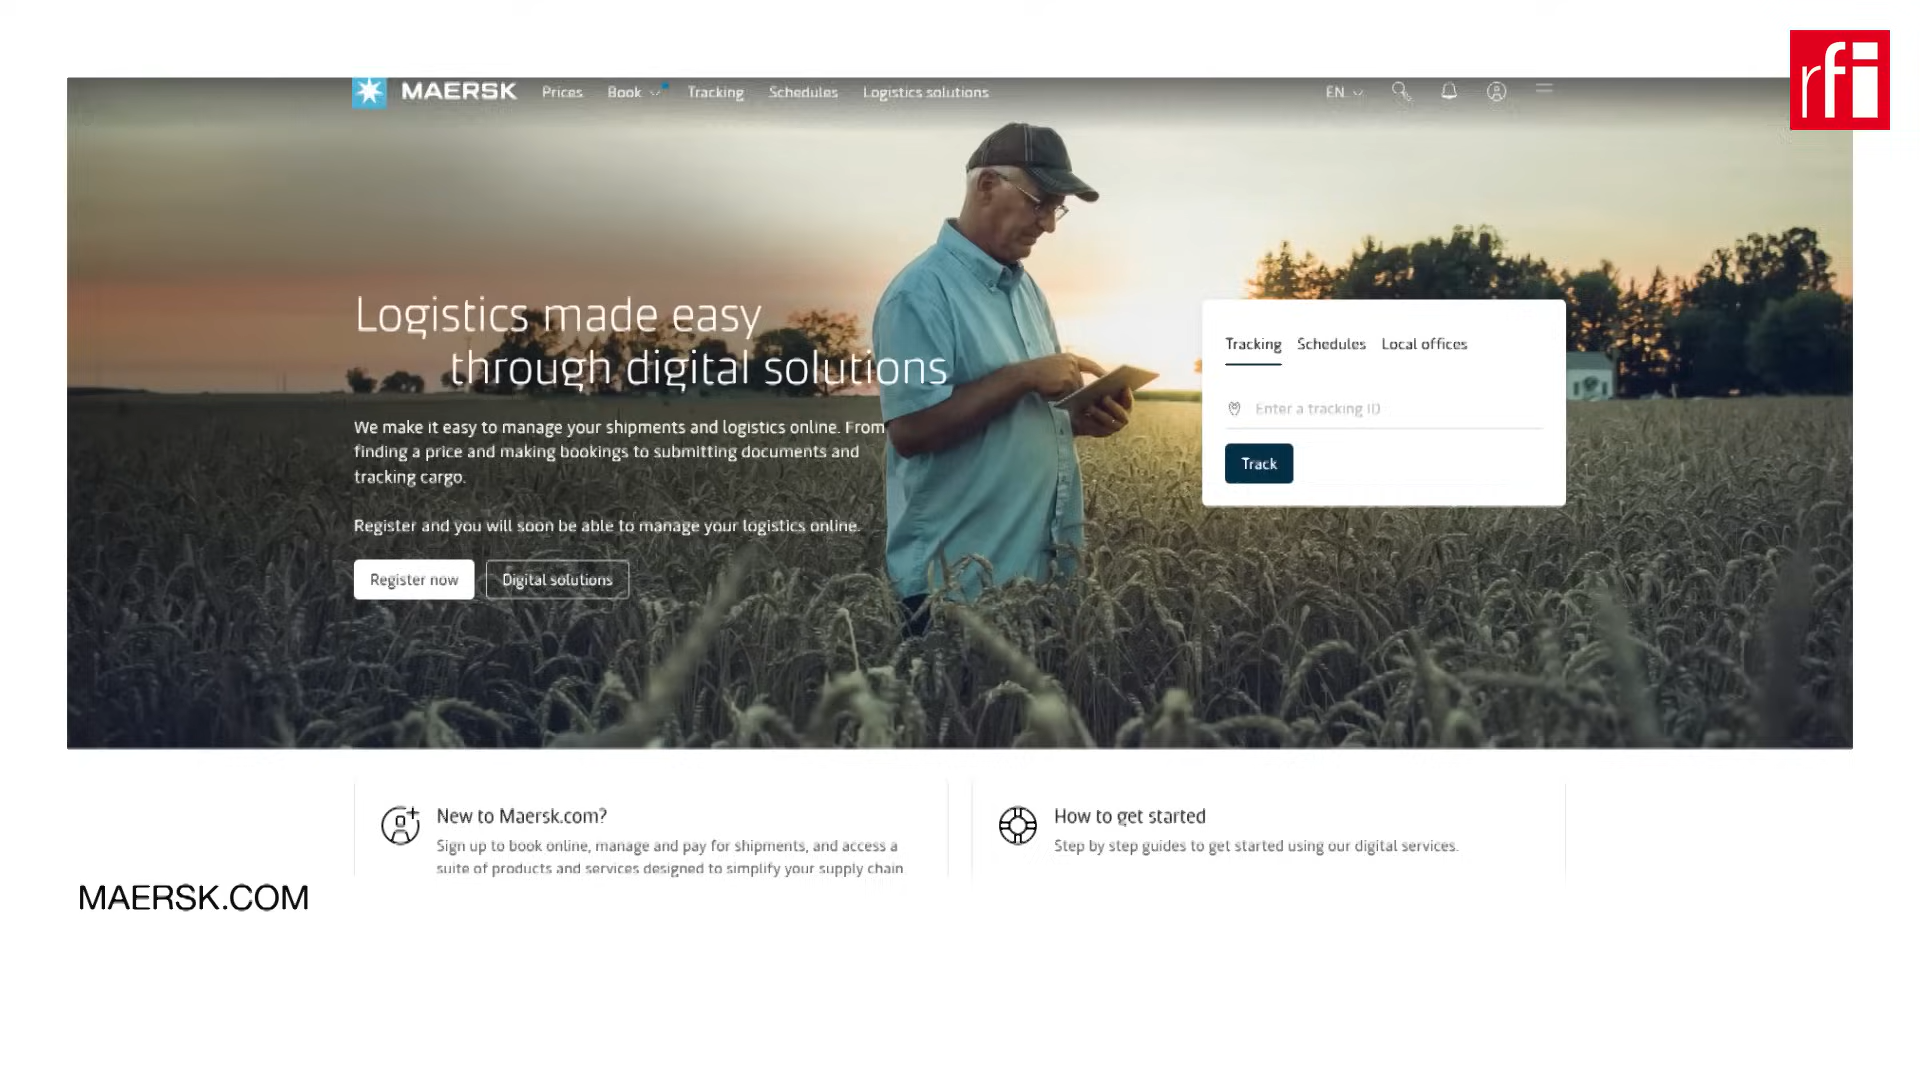 rfi
MAERSK Prices Book Tracking Schedules Logistics solutions EN
Logistics made easy
through digital solutions
We make it easy to manage your shipments and logistics online. From
finding a price and making bookings to submitting documents and
tracking cargo.
Register and you will soon be able to manage your logistics online.
Register now Digital solutions
Tracking Schedules Local offices
Enter a tracking ID
Track
New to Maersk.com?
Sign up to book online, manage and pay for shipments, and access a
suite of products and services designed to simplify your supply chain.
How to get started
Step by step guides to get started using our digital services.
MAERSK.COM